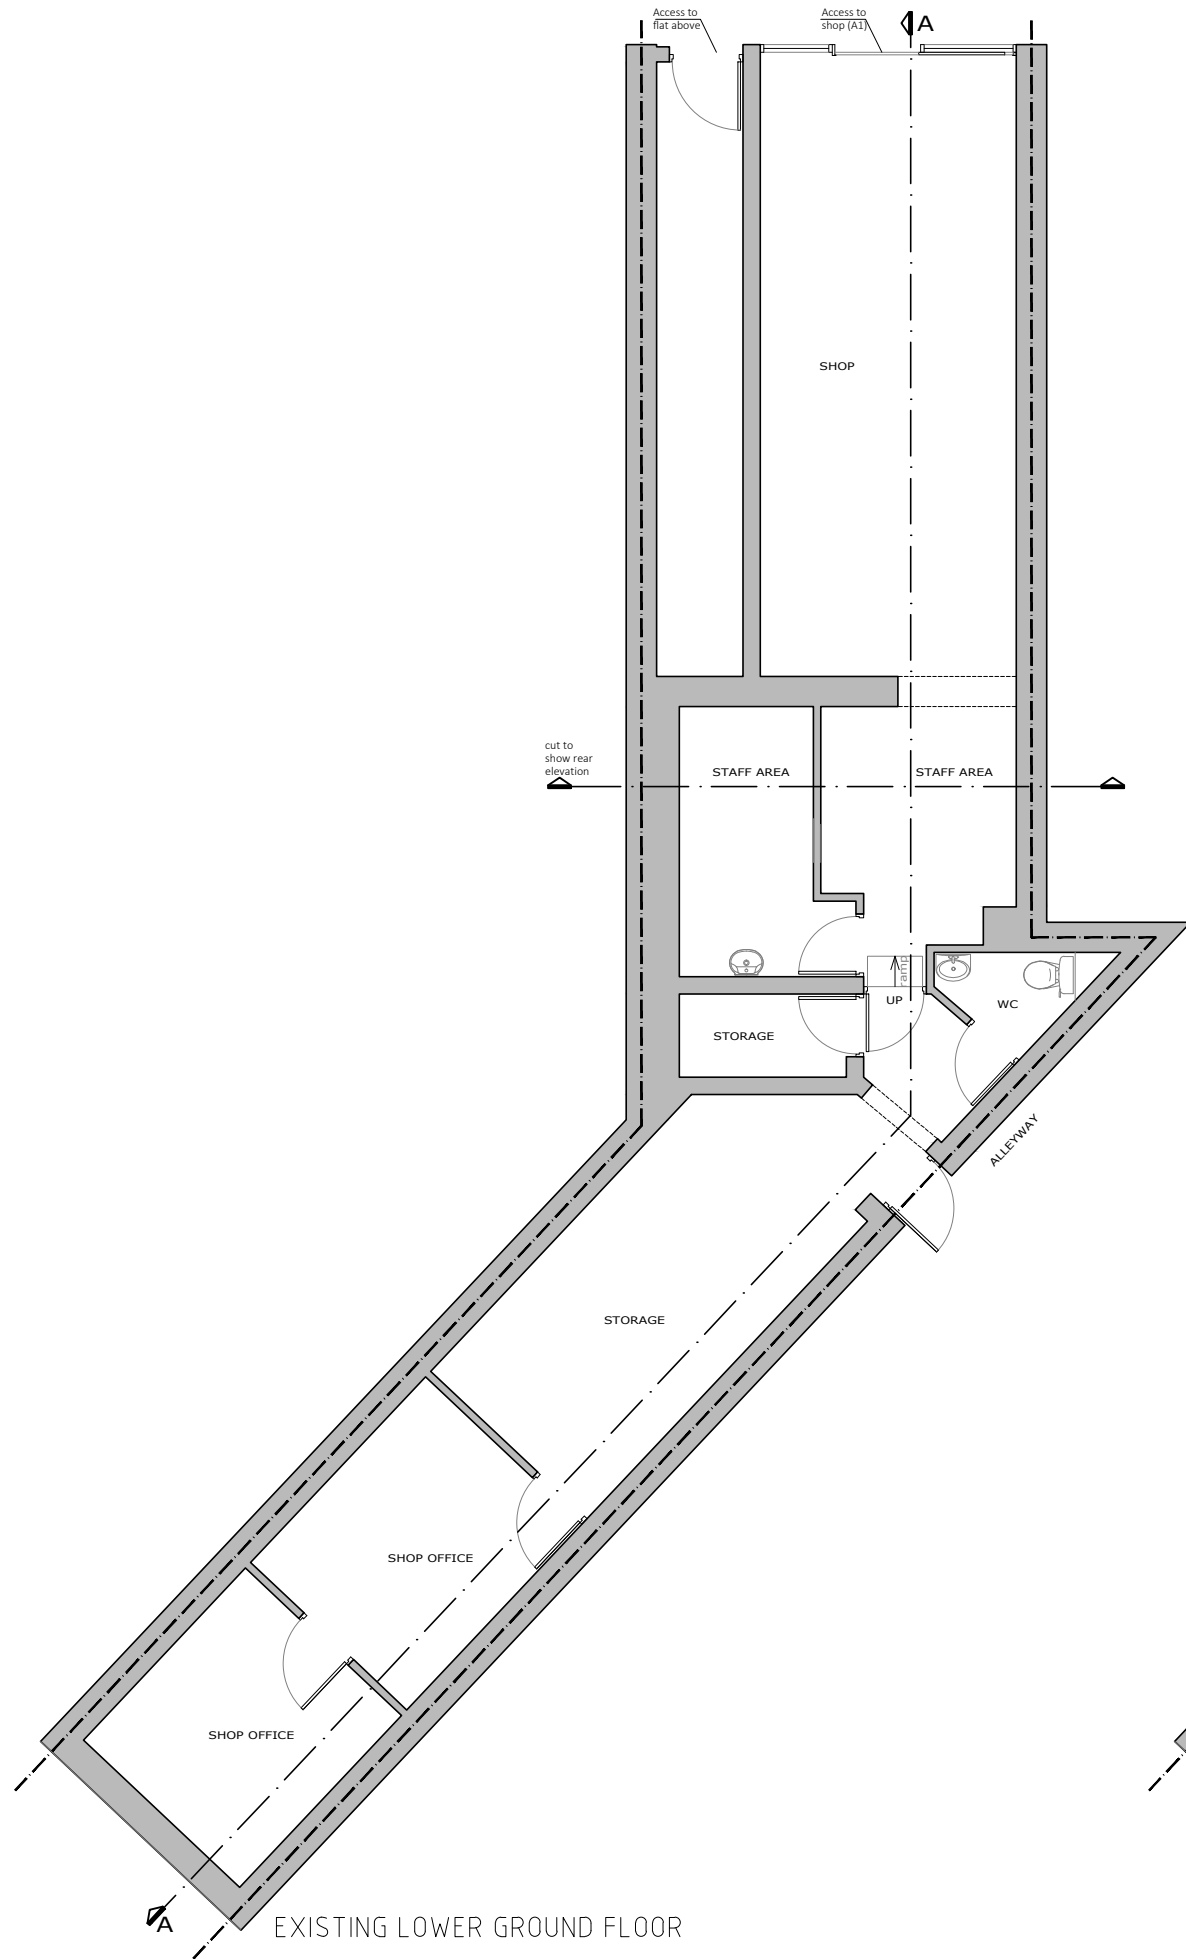 Access to
flat above
Access to
shop (A1)
A
SHOP
cut to
show rear
elevation
STAFF AREA
STAFF AREA
ramp
UP
WC
STORAGE
ALLEYWAY
STORAGE
SHOP OFFICE
SHOP OFFICE
A
EXISTING LOWER GROUND FLOOR